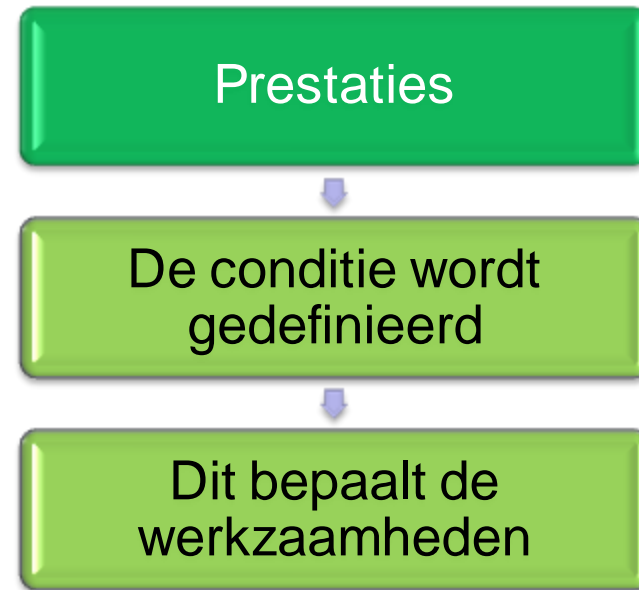 Prestaties
De conditie wordt
gedefinieerd
Dit bepaalt de
werkzaamheden